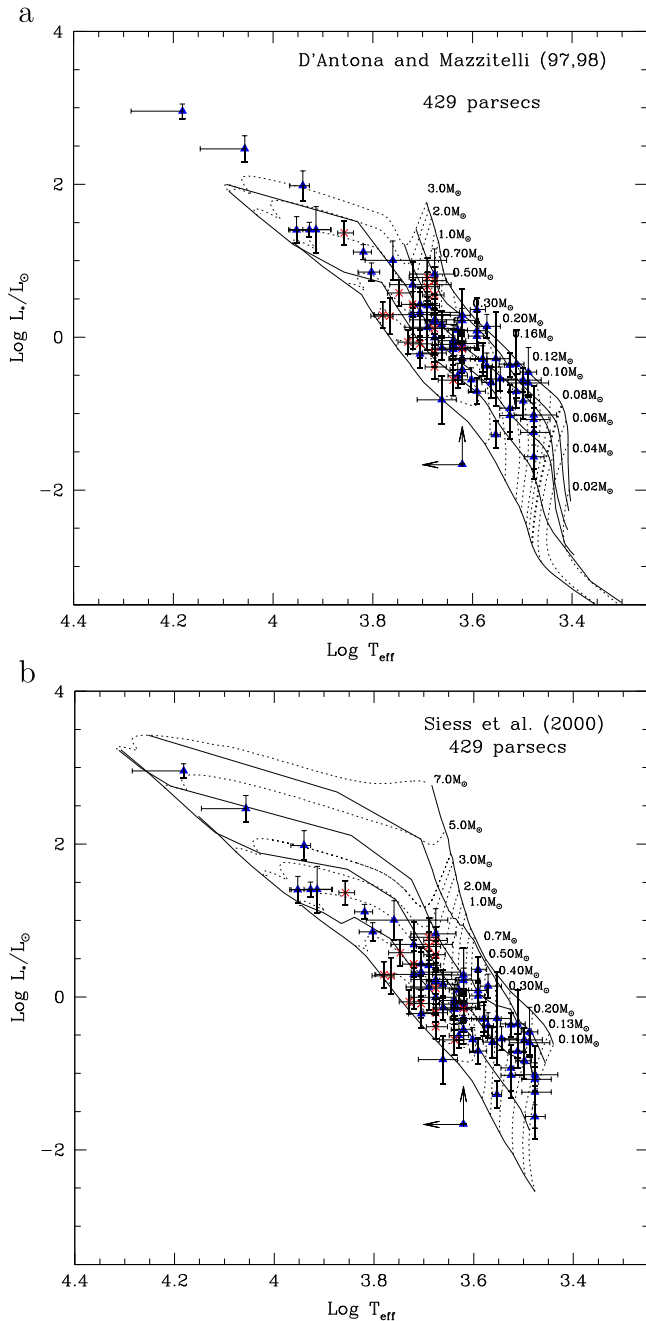 a
D'Antona and Mazzitelli (97,98)
429 parsecs
4
2
0
−2
Log L*/L⊙
3.0M⊙
2.0M⊙
1.0M⊙
0.70M⊙
0.50M⊙
0.30M⊙
0.20M⊙
0.16M⊙
0.12M⊙
0.10M⊙
0.08M⊙
0.06M⊙
0.04M⊙
0.02M⊙
4.4 4.2 4 3.8 3.6 3.4
Log Teff
b
Siess et al. (2000)
429 parsecs
4
2
0
−2
Log L*/L⊙
7.0M⊙
5.0M⊙
3.0M⊙
2.0M⊙
1.0M⊙
0.7M⊙
0.50M⊙
0.40M⊙
0.30M⊙
0.20M⊙
0.13M⊙
0.10M⊙
4.4 4.2 4 3.8 3.6 3.4
Log Teff